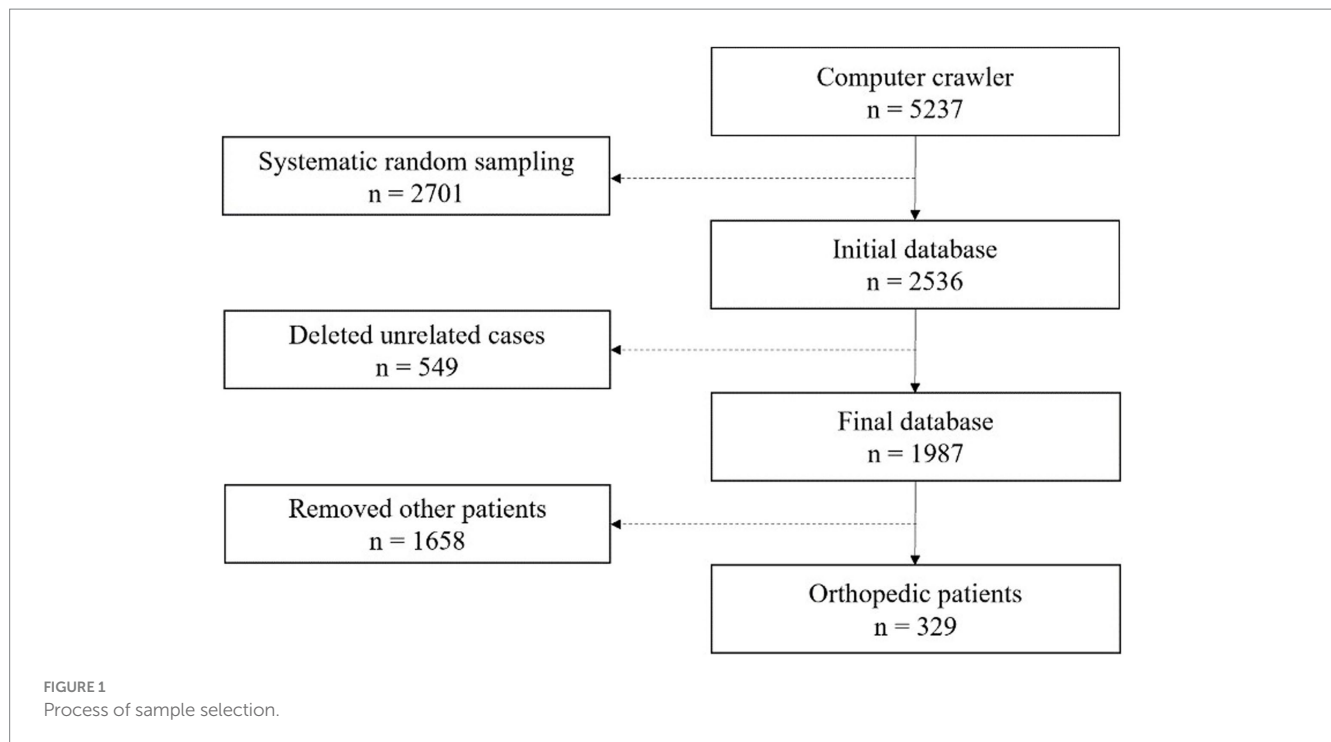 Computer crawler
n = 5237
Systematic random sampling
n = 2701
Initial database
n = 2536
Deleted unrelated cases
n = 549
Final database
n = 1987
Removed other patients
n = 1658
Orthopedic patients
n = 329
FIGURE 1
Process of sample selection.